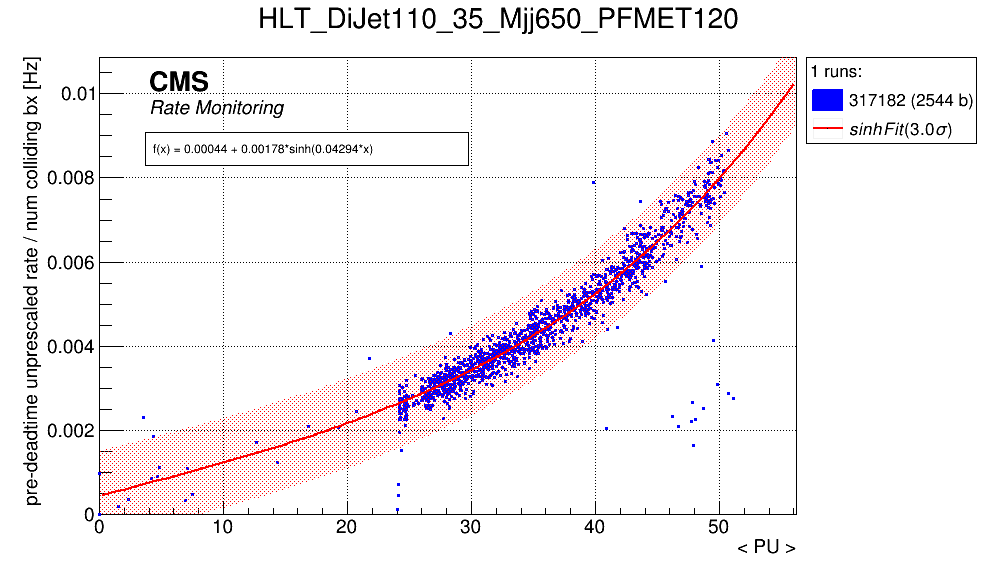 HLT_DiJet110_35_Mjj650_PFMET120
pre-deadtime unprescaled rate / num colliding bx [Hz]
CMS
Rate Monitoring
f(x) = 0.00044 + 0.00178*sinh(0.04294*x)
1 runs:
317182 (2544 b)
sinhFit(3.0σ)
0.01
0.008
0.006
0.004
0.002
0
0 10 20 30 40 50
< PU >